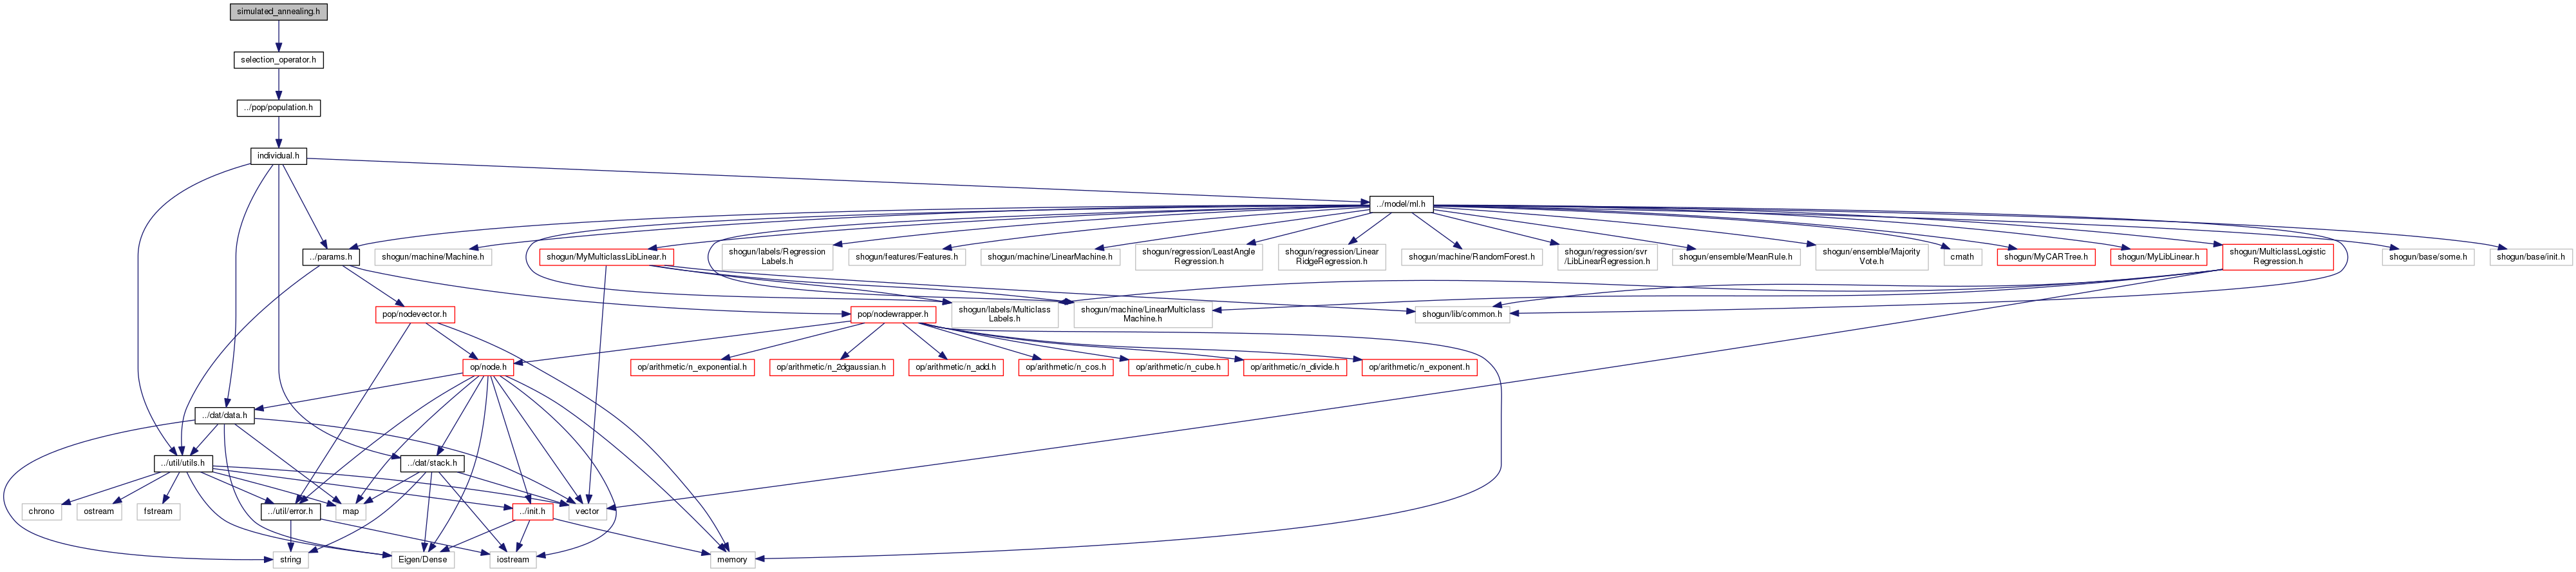 simulated_annealing.h
selection_operator.h
../pop/population.h
individual.h
../model/ml.h
../params.h
shogun/machine/Machine.h
shogun/MyMulticlassLibLinear.h
shogun/labels/Regression
Labels.h
shogun/features/Features.h
shogun/machine/LinearMachine.h
shogun/regression/LeastAngle
Regression.h
shogun/regression/Linear
RidgeRegression.h
shogun/machine/RandomForest.h
shogun/regression/svr
/LibLinearRegression.h
shogun/ensemble/MeanRule.h
shogun/ensemble/Majority
Vote.h
cmath
shogun/MyCARTree.h
shogun/MyLibLinear.h
shogun/MulticlassLogistic
Regression.h
shogun/base/some.h
shogun/base/init.h
pop/nodevector.h
pop/nodewrapper.h
shogun/labels/Multiclass
Labels.h
shogun/machine/LinearMulticlass
Machine.h
shogun/lib/common.h
op/node.h
op/arithmetic/n_exponential.h
op/arithmetic/n_2dgaussian.h
op/arithmetic/n_add.h
op/arithmetic/n_cos.h
op/arithmetic/n_cube.h
op/arithmetic/n_divide.h
op/arithmetic/n_exponent.h
../dat/data.h
../util/utils.h
../dat/stack.h
chrono
ostream
fstream
../util/error.h
map
../init.h
vector
string
Eigen/Dense
iostream
memory